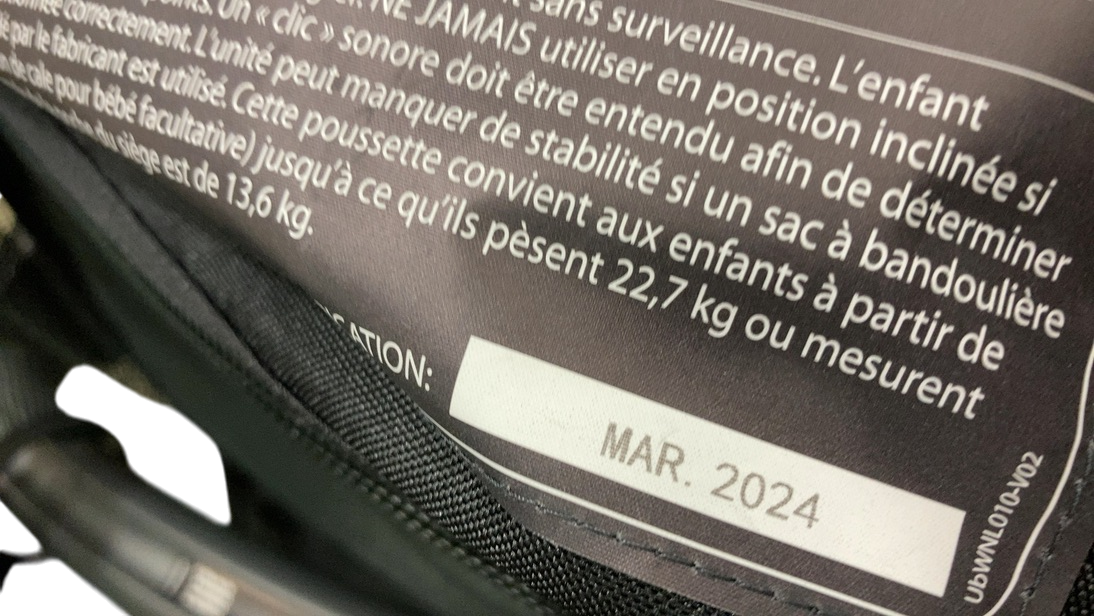 sans surveillance. L'enfant
NE JAMAIS utiliser en position inclinée si
un « clic » sonore doit être entendu afin de déterminer
correctement. L'unité peut manquer de stabilité si un sac à bandoulière
par le fabricant est utilisé. Cette poussette convient aux enfants à partir de
cale pour bébé facultative) jusqu'à ce qu'ils pèsent 22,7 kg ou mesurent
du siège est de 13,6 kg.
ATION:
MAR. 2024
UbWNL010-V02